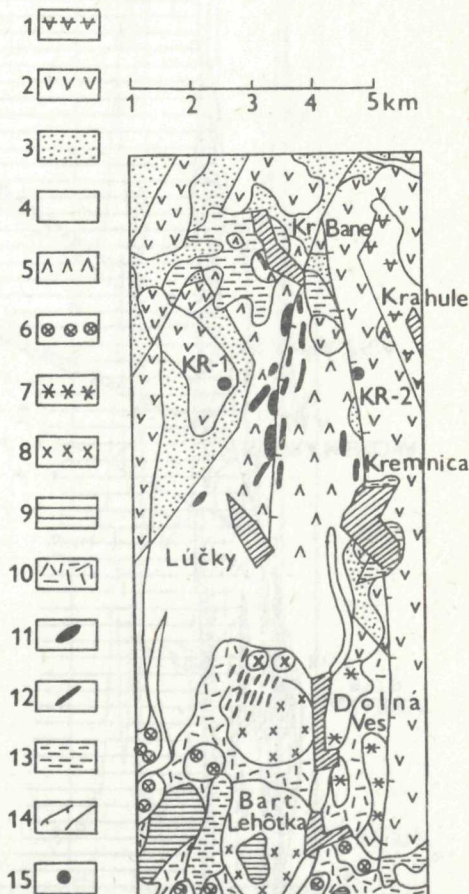 1
2
3
4
5
6
7
8
9
10
11
12
13
14
15
1 2 3 4 5km
Kr. Bane
Krahule
KR-1
KR-2
Kremnica
Lúčky
Dolná
Ves
Bart.
Lehôtka